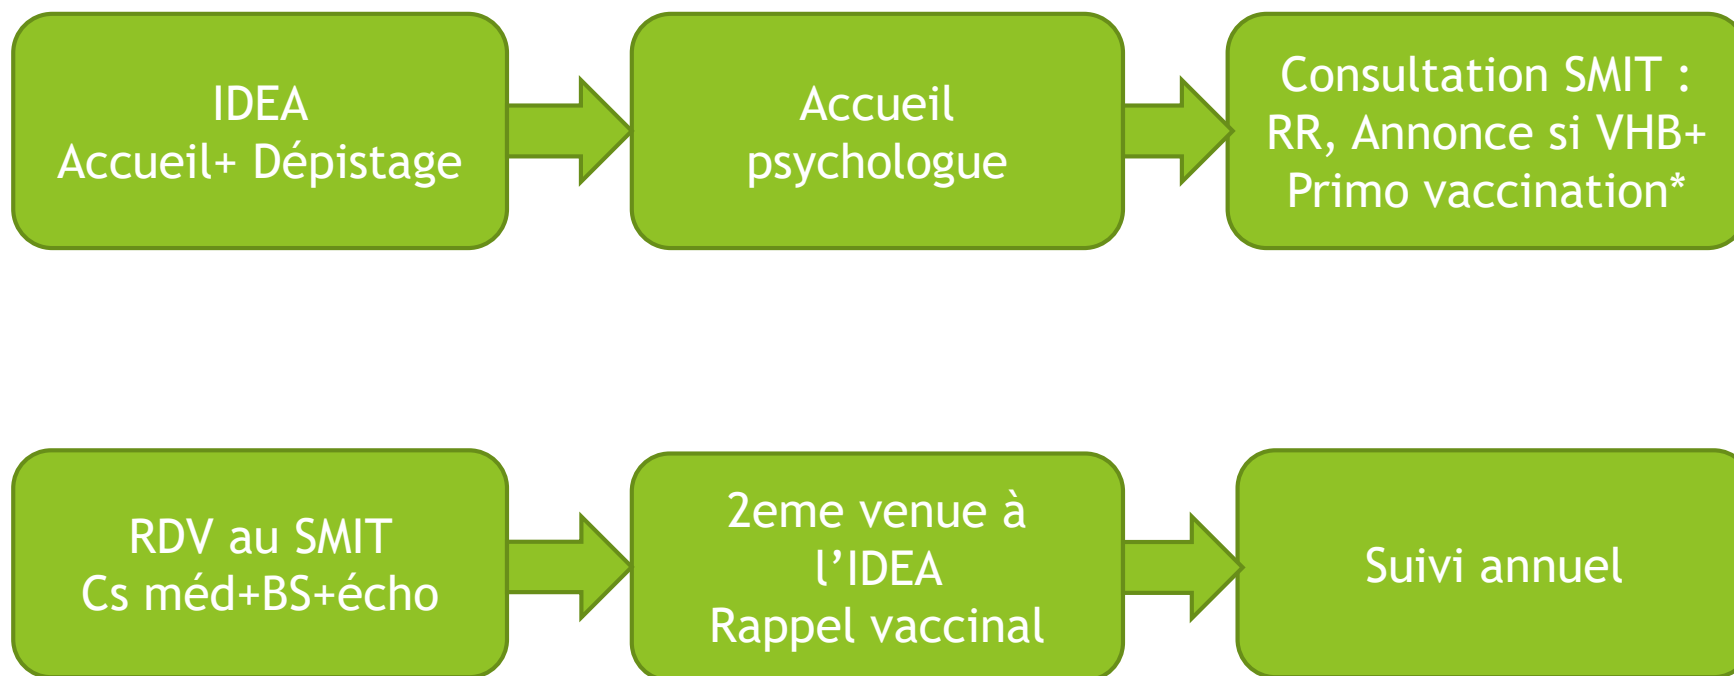 IDEA
Accueil+ Dépistage
Accueil
psychologue
Consultation SMIT :
RR, Annonce si VHB+
Primo vaccination*
RDV au SMIT
Cs méd+BS+écho
2eme venue à
l’IDEA
Rappel vaccinal
Suivi annuel